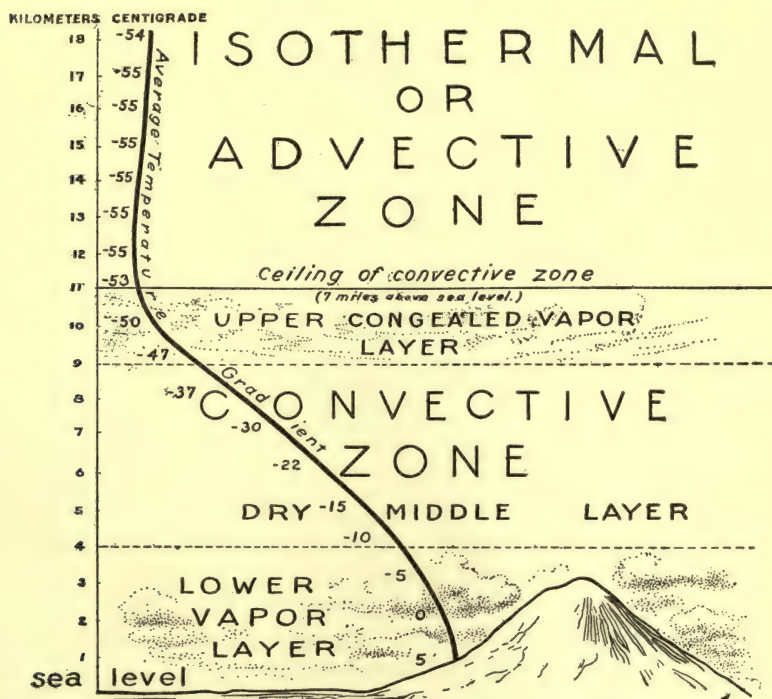 KILOMETERS CENTIGRADE
18 -54 ISOTHERMAL
17 -55
16 -55 OR
15 -55 ADVECTIVE
14 -55
13 -55 ZONE
12 -55
Average Temperature Gradient
-53 Ceiling of convective zone
11
(7 miles above sea level.)
10 -50 UPPER CONGEALED VAPOR
LAYER
-47
9
8 -37 CONVECTIVE
7 -30
6 -22 ZONE
5 DRY -15 MIDDLE LAYER
-10
4
3 -5 LOWER
2 0 VAPOR
1 5 LAYER
sea level